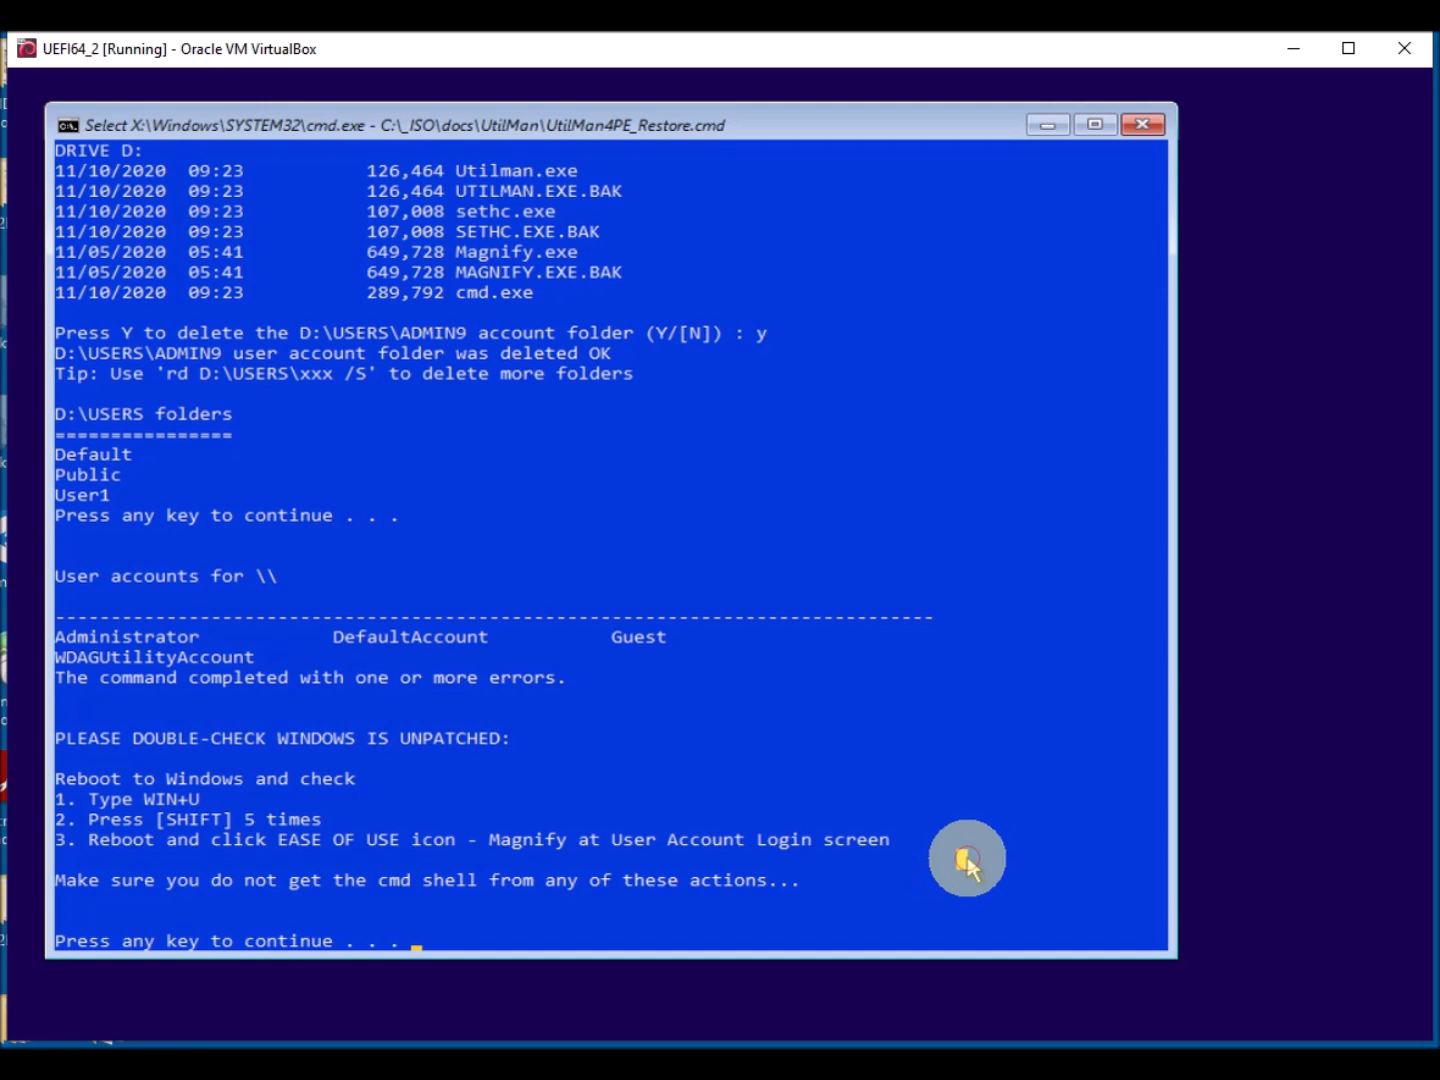 UEFI64_2 [Running] - Oracle VM VirtualBox
Select X:\Windows\SYSTEM32\cmd.exe - C:\_ISO\docs\UtilMan\UtilMan4PE_Restore.cmd
DRIVE D:
11/10/2020  09:23           126,464 Utilman.exe
11/10/2020  09:23           126,464 UTILMAN.EXE.BAK
11/10/2020  09:23           107,008 sethc.exe
11/10/2020  09:23           107,008 SETHC.EXE.BAK
11/05/2020  05:41           649,728 Magnify.exe
11/05/2020  05:41           649,728 MAGNIFY.EXE.BAK
11/10/2020  09:23           289,792 cmd.exe
Press Y to delete the D:\USERS\ADMIN9 account folder (Y/[N]) : y
D:\USERS\ADMIN9 user account folder was deleted OK
Tip: Use 'rd D:\USERS\xxx /S' to delete more folders
D:\USERS folders
================
Default
Public
User1
Press any key to continue . . .
User accounts for \\
-------------------------------------------------------------------------------
Administrator            DefaultAccount           Guest
WDAGUtilityAccount
The command completed with one or more errors.
PLEASE DOUBLE-CHECK WINDOWS IS UNPATCHED:
Reboot to Windows and check
1. Type WIN+U
2. Press [SHIFT] 5 times
3. Reboot and click EASE OF USE icon - Magnify at User Account Login screen
Make sure you do not get the cmd shell from any of these actions...
Press any key to continue . . .